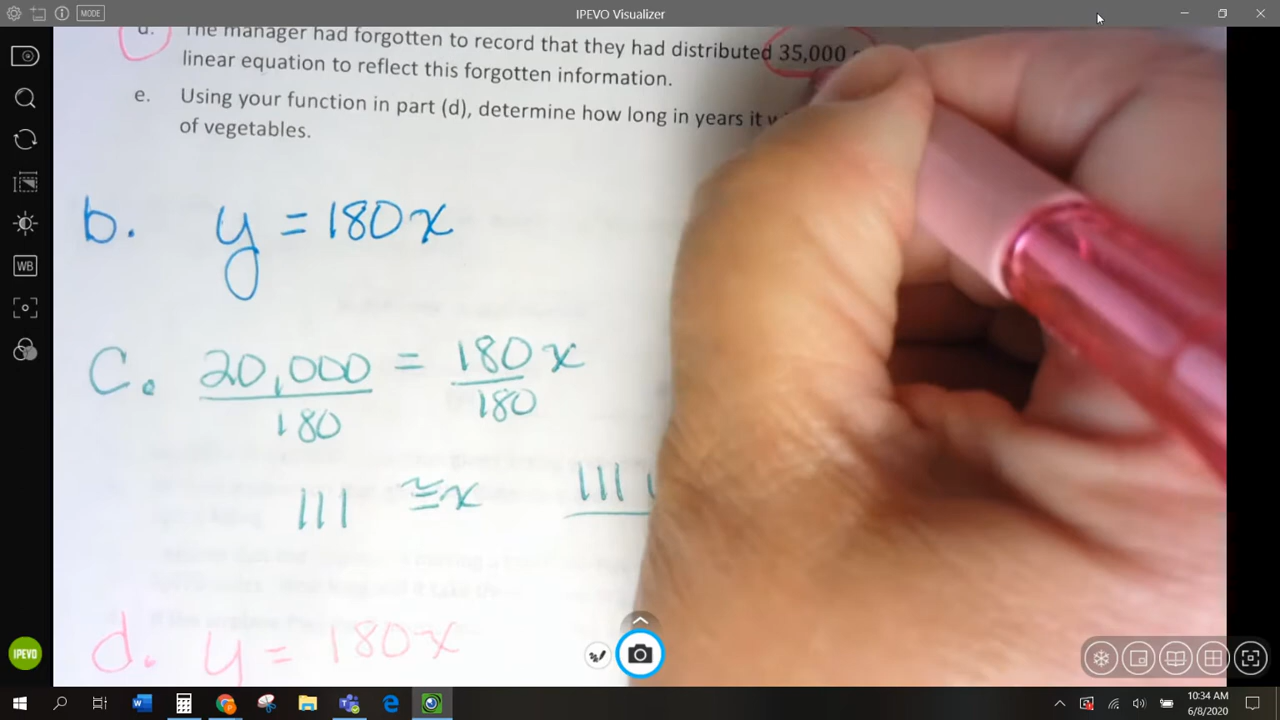 MODE
IPEVO Visualizer
d. The manager had forgotten to record that they had distributed 35,000
linear equation to reflect this forgotten information.
e. Using your function in part (d), determine how long in years it
of vegetables.
b. y = 180x
c. 20,000 = 180x
180 180
111 ≅ x 111
d. y = 180x
WB
IPEVO
10:34 AM
6/8/2020